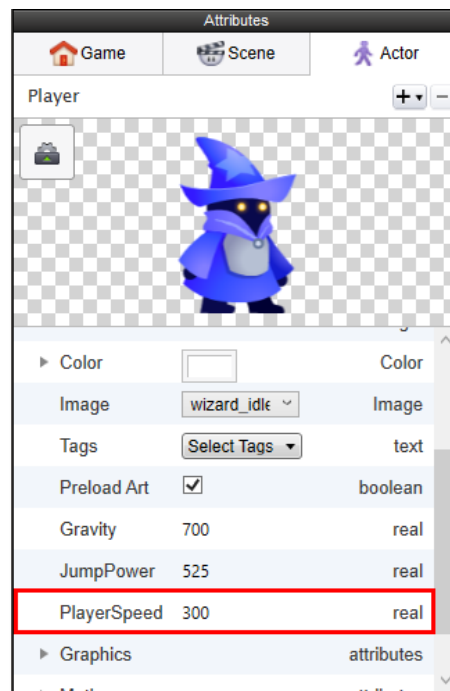 Attributes
Game Scene Actor
Player
Color Color
Image wizard_idle Image
Tags Select Tags text
Preload Art boolean
Gravity 700 real
JumpPower 525 real
PlayerSpeed 300 real
Graphics attributes